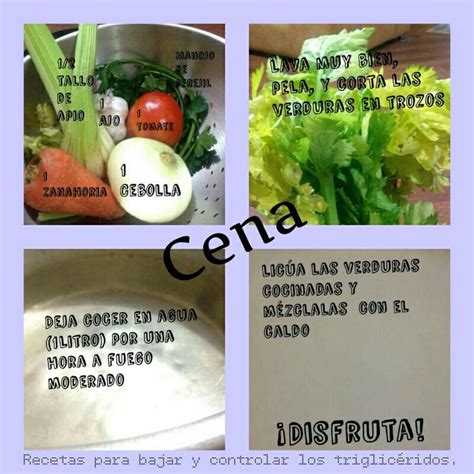 1/2
TALLO
DE
APIO
MANOJO
DE
PEREJIL
1
AJO
1
TOMATE
1
ZANAHORIA
1
CEBOLLA
LAVA MUY BIEN,
PELA, Y CORTA LAS
VERDURAS EN TROZOS
Cena
DEJA COCER EN AGUA
(1LITRO) POR UNA
HORA A FUEGO
MODERADO
LICÚA LAS VERDURAS
COCINADAS Y
MÉZCLALAS CON EL
CALDO
¡DISFRUTA!
Recetas para bajar y controlar los triglicéridos.